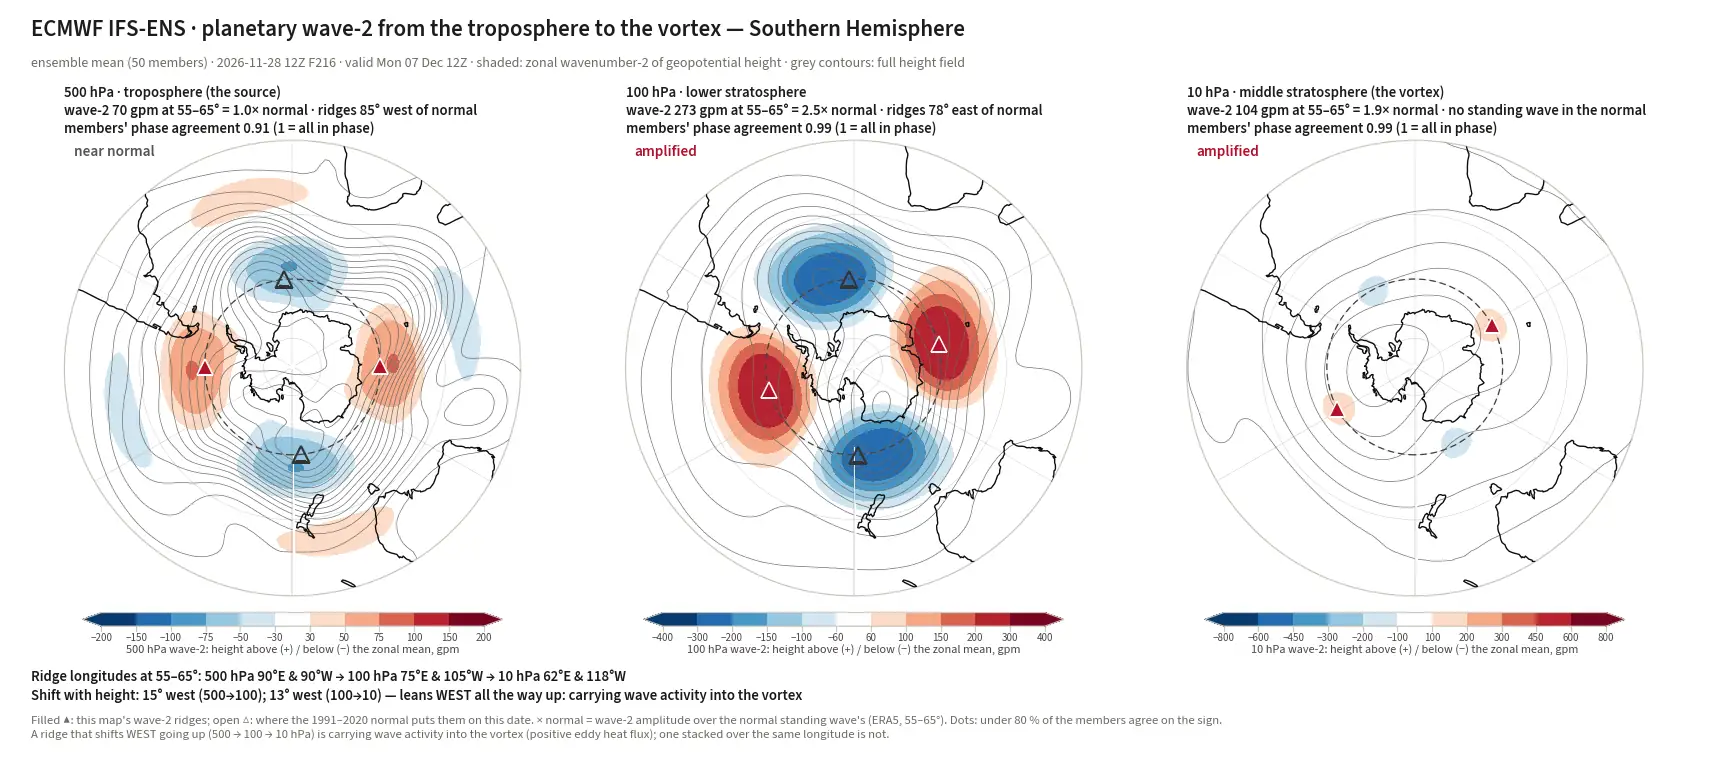 ECMWF IFS-ENS · planetary wave-2 from the troposphere to the vortex — Southern Hemisphere
ensemble mean (50 members) · 2026-11-28 12Z F216 · valid Mon 07 Dec 12Z · shaded: zonal wavenumber-2 of geopotential height · grey contours: full height field
500 hPa · troposphere (the source)
wave-2 70 gpm at 55–65° = 1.0× normal · ridges 85° west of normal
members' phase agreement 0.91 (1 = all in phase)
near normal
100 hPa · lower stratosphere
wave-2 273 gpm at 55–65° = 2.5× normal · ridges 78° east of normal
members' phase agreement 0.99 (1 = all in phase)
amplified
10 hPa · middle stratosphere (the vortex)
wave-2 104 gpm at 55–65° = 1.9× normal · no standing wave in the normal
members' phase agreement 0.99 (1 = all in phase)
amplified
−200 −150 −100 −75 −50 −30 30 50 75 100 150 200
500 hPa wave-2: height above (+) / below (−) the zonal mean, gpm
−400 −300 −200 −150 −100 −60 60 100 150 200 300 400
100 hPa wave-2: height above (+) / below (−) the zonal mean, gpm
−800 −600 −450 −300 −200 −100 100 200 300 450 600 800
10 hPa wave-2: height above (+) / below (−) the zonal mean, gpm
Ridge longitudes at 55–65°: 500 hPa 90°E & 90°W → 100 hPa 75°E & 105°W → 10 hPa 62°E & 118°W
Shift with height: 15° west (500→100); 13° west (100→10) — leans WEST all the way up: carrying wave activity into the vortex
Filled ▲: this map's wave-2 ridges; open △: where the 1991–2020 normal puts them on this date. × normal = wave-2 amplitude over the normal standing wave's (ERA5, 55–65°). Dots: under 80 % of the members agree on the sign.
A ridge that shifts WEST going up (500 → 100 → 10 hPa) is carrying wave activity into the vortex (positive eddy heat flux); one stacked over the same longitude is not.